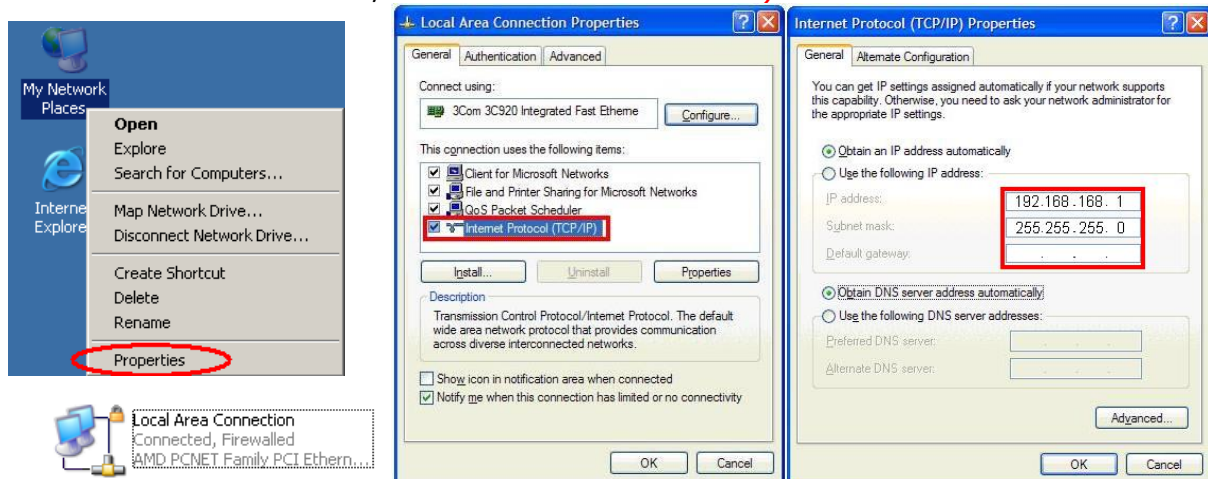 My Network
Places
Interne
Explore
Open
Explore
Search for Computers...
Map Network Drive...
Disconnect Network Drive...
Create Shortcut
Delete
Rename
Properties
Local Area Connection
Connected, Firewalled
AMD PCNET Family PCI Ethern...
Local Area Connection Properties
General Authentication Advanced
Connect using:
3Com 3C920 Integrated Fast Etherne
Configure...
This connection uses the following items:
Client for Microsoft Networks
File and Printer Sharing for Microsoft Networks
QoS Packet Scheduler
Internet Protocol (TCP/IP)
Install... Uninstall Properties
Description
Transmission Control Protocol/Internet Protocol. The default
wide area network protocol that provides communication
across diverse interconnected networks.
Show icon in notification area when connected
Notify me when this connection has limited or no connectivity
OK Cancel
Internet Protocol (TCP/IP) Properties
General Alternate Configuration
You can get IP settings assigned automatically if your network supports
this capability. Otherwise, you need to ask your network administrator for
the appropriate IP settings.
Obtain an IP address automatically
Use the following IP address:
IP address: 192.168.168. 1
Subnet mask: 255.255.255. 0
Default gateway: . . .
Obtain DNS server address automatically
Use the following DNS server addresses:
Preferred DNS server: . . .
Alternate DNS server: . . .
Advanced...
OK Cancel